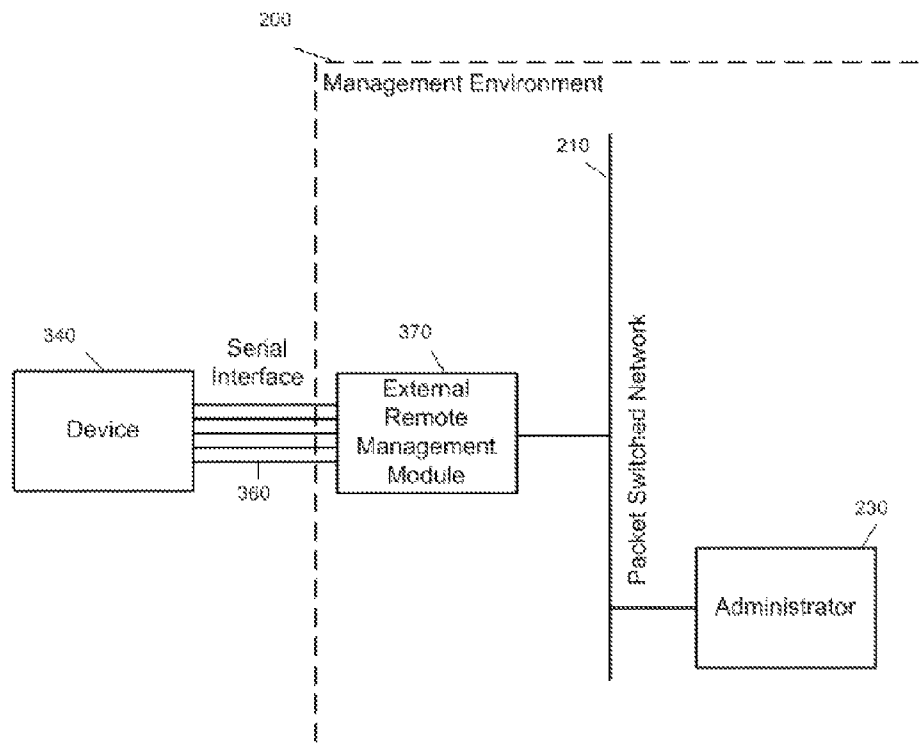 200
Management Environment
210
340
Serial
Interface
370
Device
External
Remote
Management
Module
360
Packet Switched Network
230
Administrator